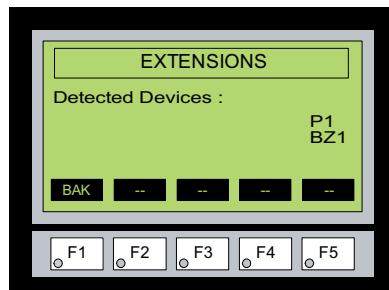 EXTENSIONS
Detected Devices :
P1
BZ1
BAK -- -- -- --
F1 F2 F3 F4 F5